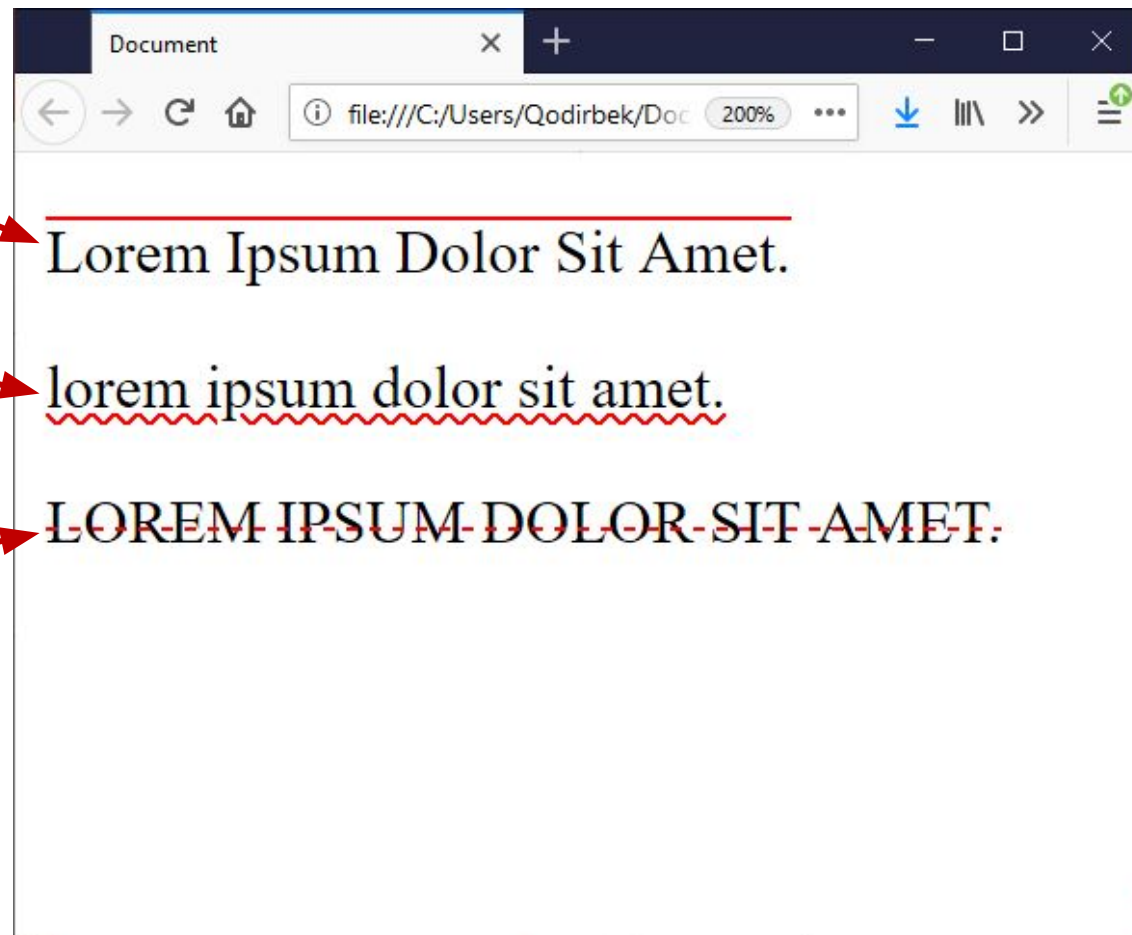 Document
file:///C:/Users/Qodirbek/Doc 200%
Lorem Ipsum Dolor Sit Amet.
lorem ipsum dolor sit amet.
LOREM IPSUM DOLOR SIT AMET.